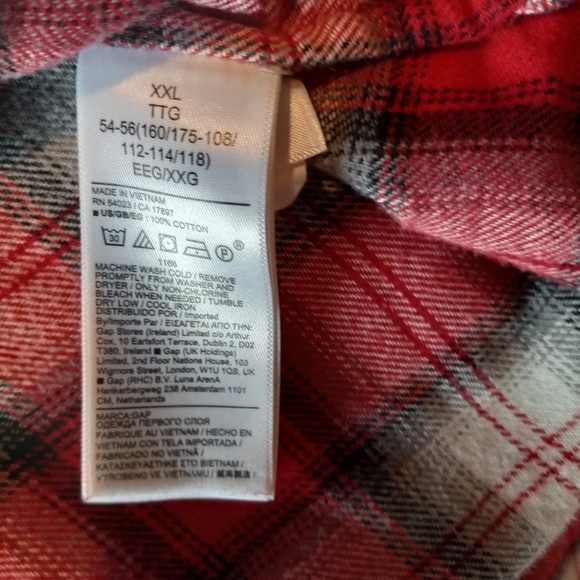 XXL
TTG
54-56(160/175-108/
112-114/118)
EEG/XXG
MADE IN VIETNAM
RN 54023 / CA 17897
■ US/GB/EG : 100% COTTON
30
®
1168
MACHINE WASH COLD / REMOVE
PROMPTLY FROM WASHER AND
DRYER / ONLY NON-CHLORINE
BLEACH WHEN NEEDED / TUMBLE
DRY LOW / COOL IRON
DISTRIBUIDO POR / Imported
By/Importe Par / ΕΙΣΑΓΕΤΑΙ ΑΠΟ ΤΗΝ:
Gap Stores (Ireland) Limited c/o Arthur
Cox, 10 Earlsfort Terrace, Dublin 2, D02
T380, Ireland ■ Gap (UK Holdings)
Limited, 2nd Floor Nations House, 103
Wigmore Street, London, W1U 1QS, UK
■ Gap (RHC) B.V. Luna ArenA
Herikerbergweg 238 Amsterdam 1101
CM, Netherlands
MARCA:GAP
ОДЕЖДА ПЕРВОГО СЛОЯ
FABRIQUE AU VIETNAM / HECHO EN
VIETNAM CON TELA IMPORTADA /
FABRICADO NO VIETNÃ /
ΚΑΤΑΣΚΕΥΑΣΤΗΚΕ ΣΤΟ ΒΙΕΤΝΑΜ /
VYROBENO VE VIETNAMU /